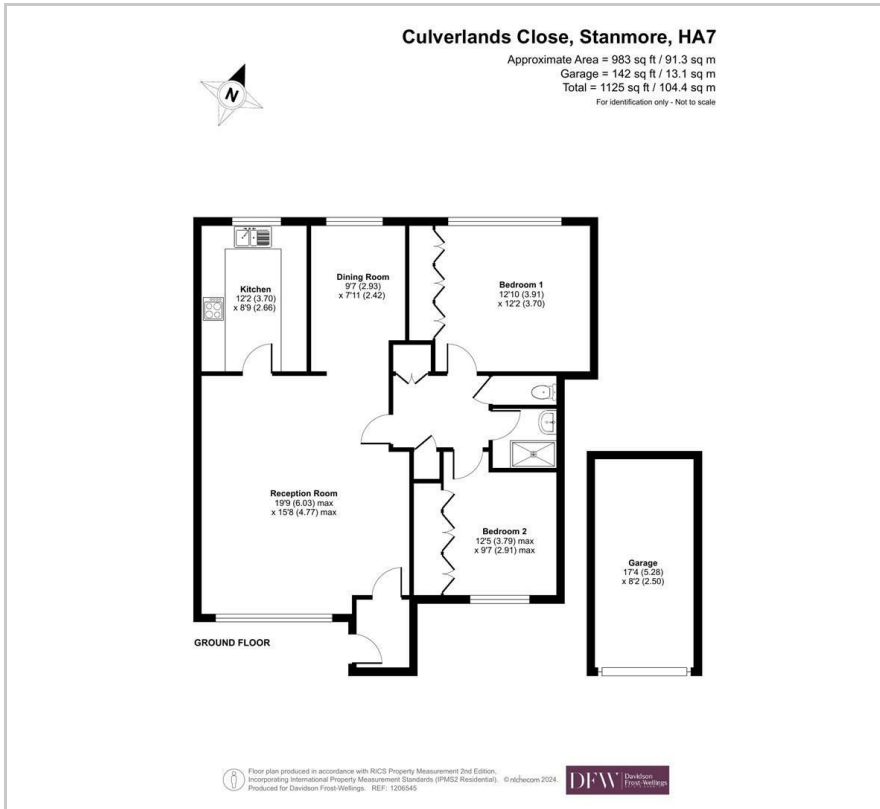 Culverlands Close, Stanmore, HA7
Approximate Area = 983 sq ft / 91.3 sq m
Garage = 142 sq ft / 13.1 sq m
Total = 1125 sq ft / 104.4 sq m
For identification only - Not to scale
N
Kitchen
12'2 (3.70)
x 8'9 (2.66)
Dining Room
9'7 (2.93)
x 7'11 (2.42)
Bedroom 1
12'10 (3.91)
x 12'2 (3.70)
Reception Room
19'9 (6.03) max
x 15'8 (4.77) max
Bedroom 2
12'5 (3.79) max
x 9'7 (2.91) max
Garage
17'4 (5.28)
x 8'2 (2.50)
GROUND FLOOR
Floor plan produced in accordance with RICS Property Measurement 2nd Edition,
Incorporating International Property Measurement Standards (IPMS2 Residential). © nichecom 2024.
Produced for Davidson Frost-Wellings. REF: 1206545
DFW
Davidson
Frost-Wellings